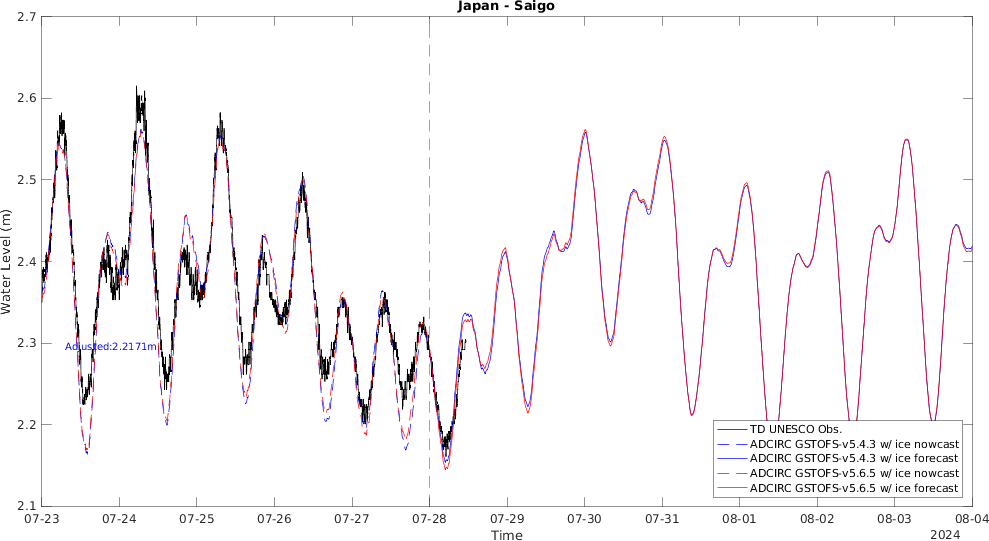 Japan - Saigo
2.7
2.6
2.5
2.4
2.3
2.2
2.1
Water Level (m)
Adjusted:2.2171m
TD UNESCO Obs.
ADCIRC GSTOFS-v5.4.3 w/ ice nowcast
ADCIRC GSTOFS-v5.4.3 w/ ice forecast
ADCIRC GSTOFS-v5.6.5 w/ ice nowcast
ADCIRC GSTOFS-v5.6.5 w/ ice forecast
07-23 07-24 07-25 07-26 07-27 07-28 07-29 07-30 07-31 08-01 08-02 08-03 08-04
Time
2024